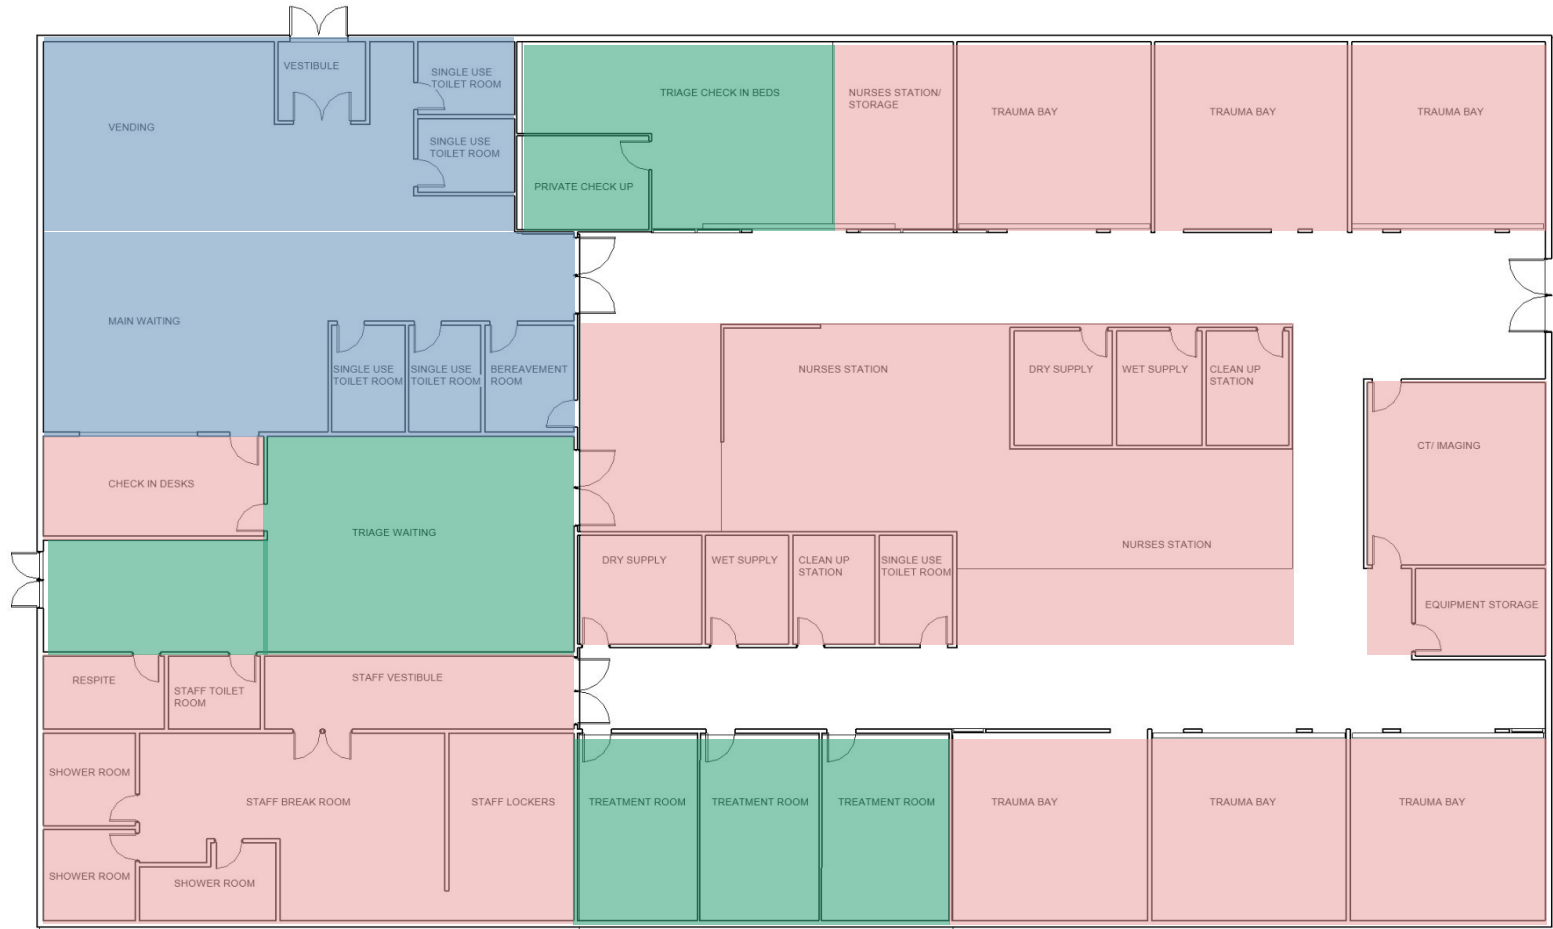 VESTIBULE
SINGLE USE
TOILET ROOM
VENDING
SINGLE USE
TOILET ROOM
TRIAGE CHECK IN BEDS
NURSES STATION/
STORAGE
TRAUMA BAY
TRAUMA BAY
TRAUMA BAY
PRIVATE CHECK UP
MAIN WAITING
SINGLE USE
TOILET ROOM
SINGLE USE
TOILET ROOM
BEREAVEMENT
ROOM
NURSES STATION
DRY SUPPLY
WET SUPPLY
CLEAN UP
STATION
CT/ IMAGING
CHECK IN DESKS
TRIAGE WAITING
NURSES STATION
DRY SUPPLY
WET SUPPLY
CLEAN UP
STATION
SINGLE USE
TOILET ROOM
EQUIPMENT STORAGE
RESPITE
STAFF TOILET
ROOM
STAFF VESTIBULE
SHOWER ROOM
STAFF BREAK ROOM
STAFF LOCKERS
TREATMENT ROOM
TREATMENT ROOM
TREATMENT ROOM
TRAUMA BAY
TRAUMA BAY
TRAUMA BAY
SHOWER ROOM
SHOWER ROOM